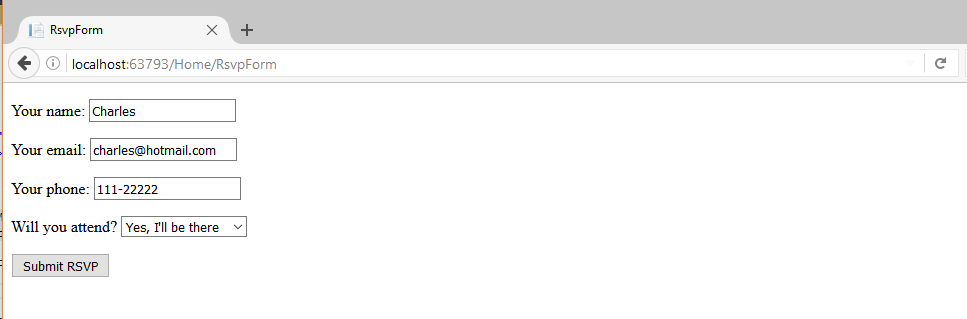 RsvpForm
localhost:63793/Home/RsvpForm
Your name: Charles
Your email: charles@hotmail.com
Your phone: 111-22222
Will you attend? Yes, I'll be there
Submit RSVP